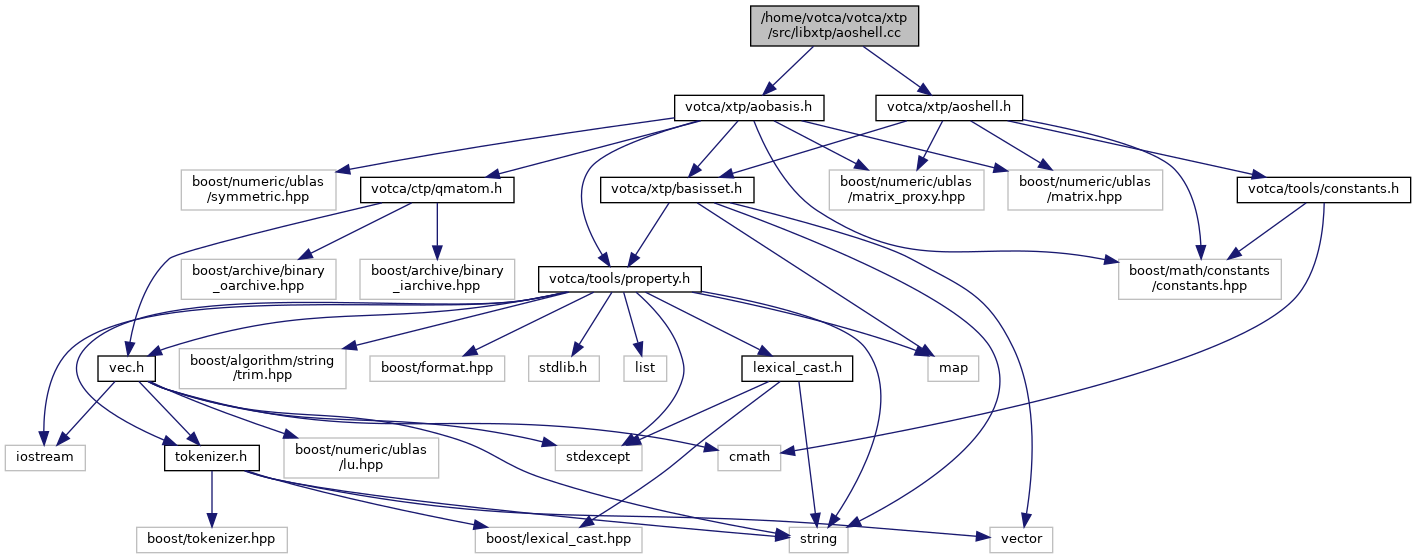 /home/votca/votca/xtp
/src/libxtp/aoshell.cc
votca/xtp/aobasis.h
votca/xtp/aoshell.h
boost/numeric/ublas
/symmetric.hpp
votca/ctp/qmatom.h
votca/xtp/basisset.h
boost/numeric/ublas
/matrix_proxy.hpp
boost/numeric/ublas
/matrix.hpp
votca/tools/constants.h
boost/archive/binary
_oarchive.hpp
boost/archive/binary
_iarchive.hpp
votca/tools/property.h
boost/math/constants
/constants.hpp
vec.h
boost/algorithm/string
/trim.hpp
boost/format.hpp
stdlib.h
list
lexical_cast.h
map
iostream
tokenizer.h
boost/numeric/ublas
/lu.hpp
stdexcept
cmath
boost/tokenizer.hpp
boost/lexical_cast.hpp
string
vector